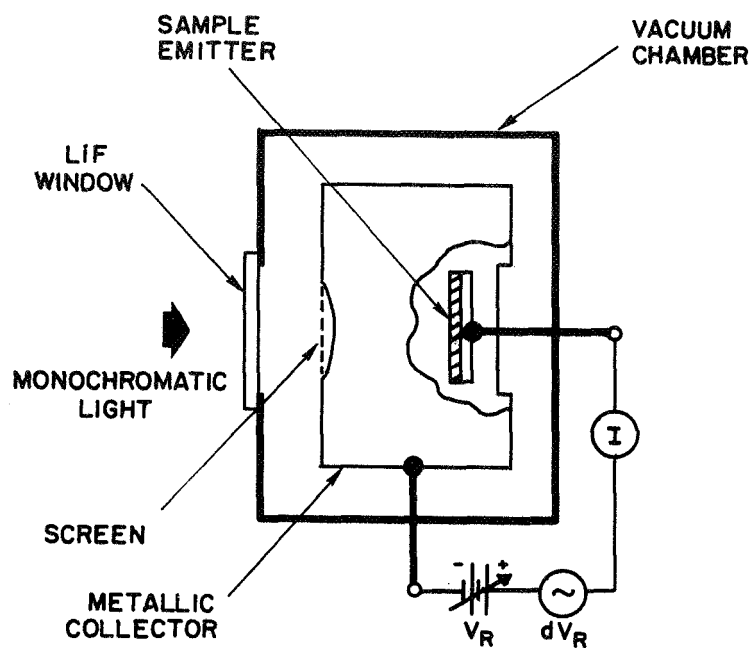 SAMPLE
EMITTER
VACUUM
CHAMBER
LiF
WINDOW
MONOCHROMATIC
LIGHT
I
SCREEN
METALLIC
COLLECTOR
- +
V_R
~
dV_R